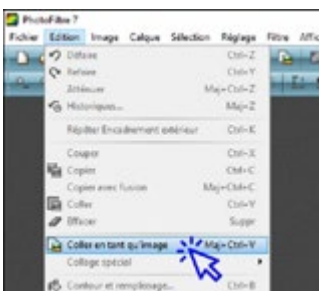 PhotoFiltre 7
Fichier Edition Image Calque Sélection Réglage Filtre Affic
Défaire Ctrl+Z
Refaire Ctrl+Y
Atténuer Maj+Ctrl+Z
Historiques... Maj+Z
Répéter Encadrement extérieur Ctrl+K
Couper Ctrl+X
Copier Ctrl+C
Copier avec fusion Maj+Ctrl+C
Coller Ctrl+V
Effacer Suppr
Coller en tant qu'image Maj+Ctrl+V
Collage spécial
Contour et remplissage... Ctrl+B